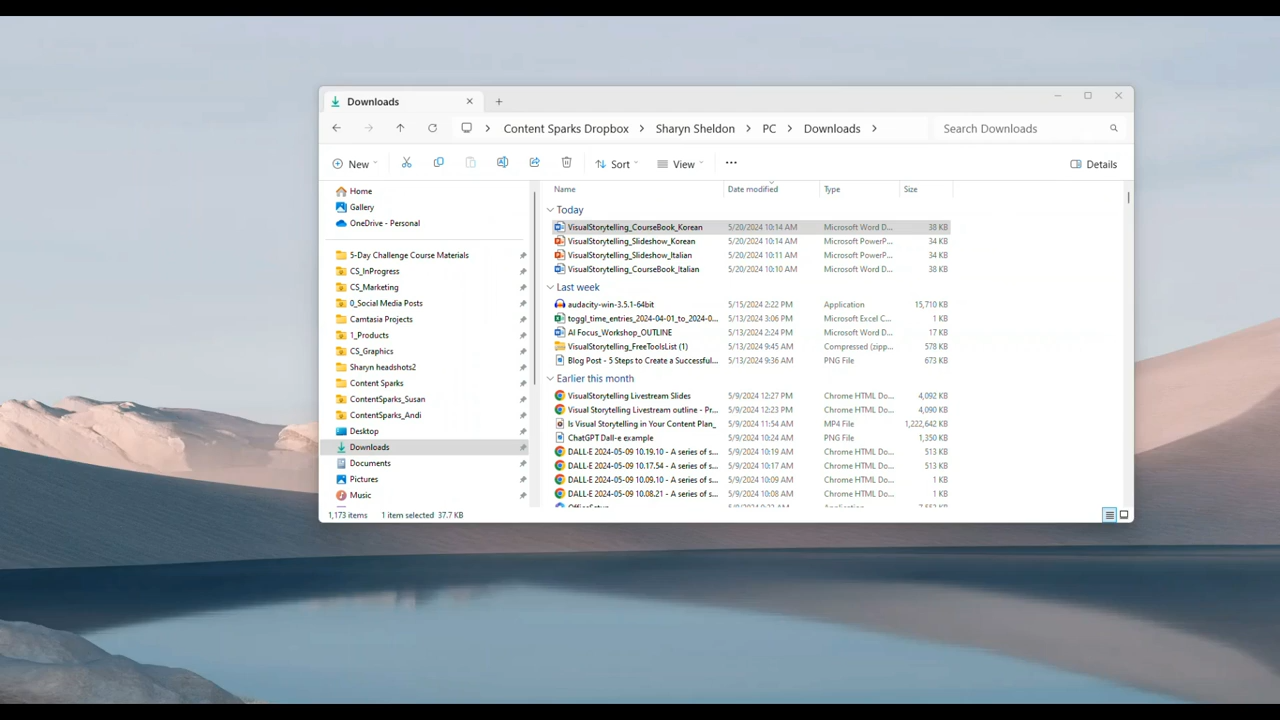 Downloads
Content Sparks Dropbox Sharyn Sheldon PC Downloads Search Downloads
New Sort View Details
Home
Gallery
OneDrive - Personal
5-Day Challenge Course Materials
CS_InProgress
CS_Marketing
0_Social Media Posts
Camtasia Projects
1_Products
CS_Graphics
Sharyn headshots2
Content Sparks
ContentSparks_Susan
ContentSparks_Andi
Desktop
Downloads
Documents
Pictures
Music
Name Date modified Type Size
Today
VisualStorytelling_CourseBook_Korean 5/20/2024 10:14 AM Microsoft Word D... 38 KB
VisualStorytelling_Slideshow_Korean 5/20/2024 10:14 AM Microsoft PowerP... 34 KB
VisualStorytelling_Slideshow_Italian 5/20/2024 10:11 AM Microsoft PowerP... 34 KB
VisualStorytelling_CourseBook_Italian 5/20/2024 10:10 AM Microsoft Word D... 38 KB
Last week
audacity-win-3.5.1-64bit 5/15/2024 2:22 PM Application 15,710 KB
toggl_time_entries_2024-04-01_to_2024-0... 5/13/2024 3:06 PM Microsoft Excel C... 1 KB
AI Focus_Workshop_OUTLINE 5/13/2024 2:24 PM Microsoft Word D... 17 KB
VisualStorytelling_FreeToolsList (1) 5/13/2024 9:45 AM Compressed (zipp... 578 KB
Blog Post - 5 Steps to Create a Successful... 5/13/2024 9:36 AM PNG File 673 KB
Earlier this month
VisualStorytelling Livestream Slides 5/9/2024 12:27 PM Chrome HTML Do... 4,092 KB
Visual Storytelling Livestream outline - Pr... 5/9/2024 12:23 PM Chrome HTML Do... 4,090 KB
Is Visual Storytelling in Your Content Plan_ 5/9/2024 11:54 AM MP4 File 1,222,642 KB
ChatGPT Dall-e example 5/9/2024 10:24 AM PNG File 1,350 KB
DALL·E 2024-05-09 10.19.10 - A series of s... 5/9/2024 10:19 AM Chrome HTML Do... 513 KB
DALL·E 2024-05-09 10.17.54 - A series of s... 5/9/2024 10:17 AM Chrome HTML Do... 513 KB
DALL·E 2024-05-09 10.09.10 - A series of s... 5/9/2024 10:09 AM Chrome HTML Do... 1 KB
DALL·E 2024-05-09 10.08.21 - A series of s... 5/9/2024 10:08 AM Chrome HTML Do... 1 KB
1,173 items 1 item selected 37.7 KB